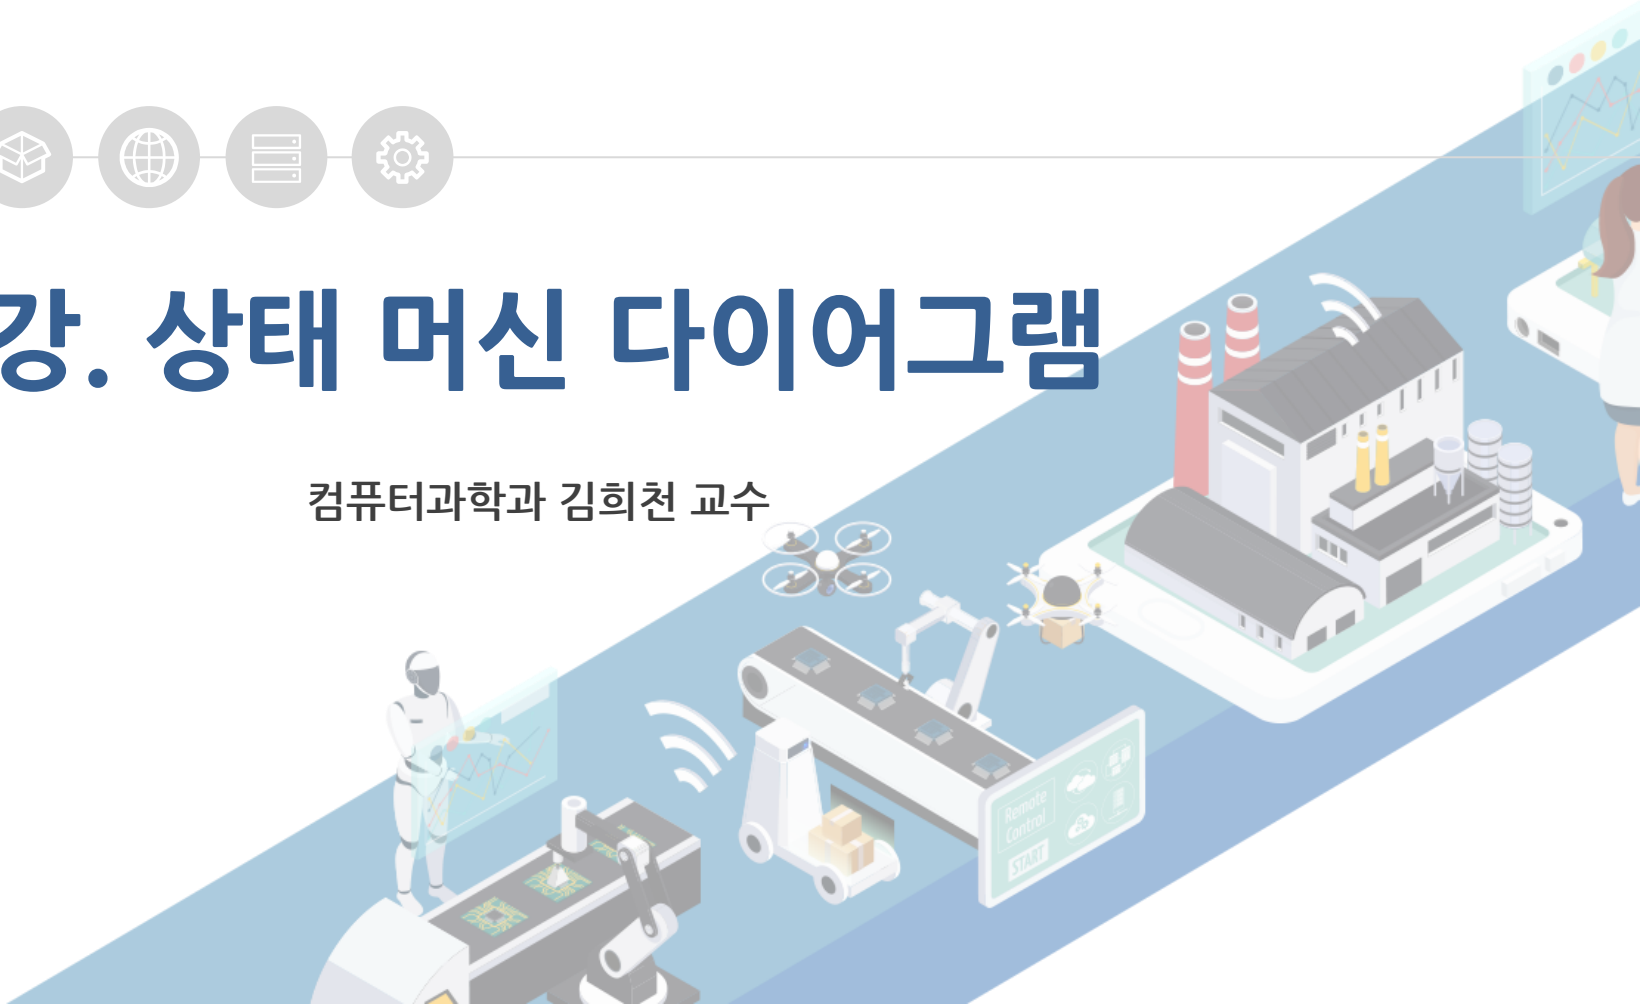 강. 상태 머신 다이어그램
컴퓨터과학과 김희천 교수
Remote
Control
START